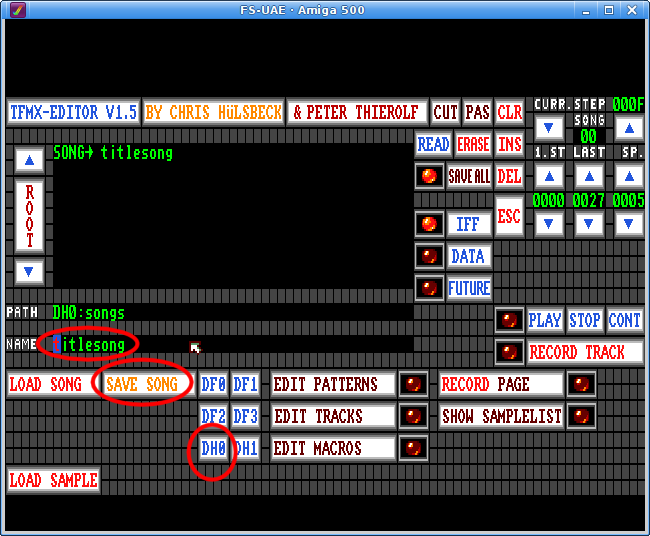 FS-UAE · Amiga 500
TFMX-EDITOR V1.5 BY CHRIS HüLSBECK & PETER THIEROLF CUT PAS CLR CURR.STEP 000F
SONG
00
READ ERASE INS 1.ST LAST SP.
SONG→ titlesong
SAVE ALL DEL
ROOT
0000 0027 0005
ESC
IFF
DATA
FUTURE
PATH DH0:songs
PLAY STOP CONT
NAME titlesong
RECORD TRACK
LOAD SONG SAVE SONG DF0 DF1 EDIT PATTERNS RECORD PAGE
DF2 DF3 EDIT TRACKS SHOW SAMPLELIST
DH0 DH1 EDIT MACROS
LOAD SAMPLE